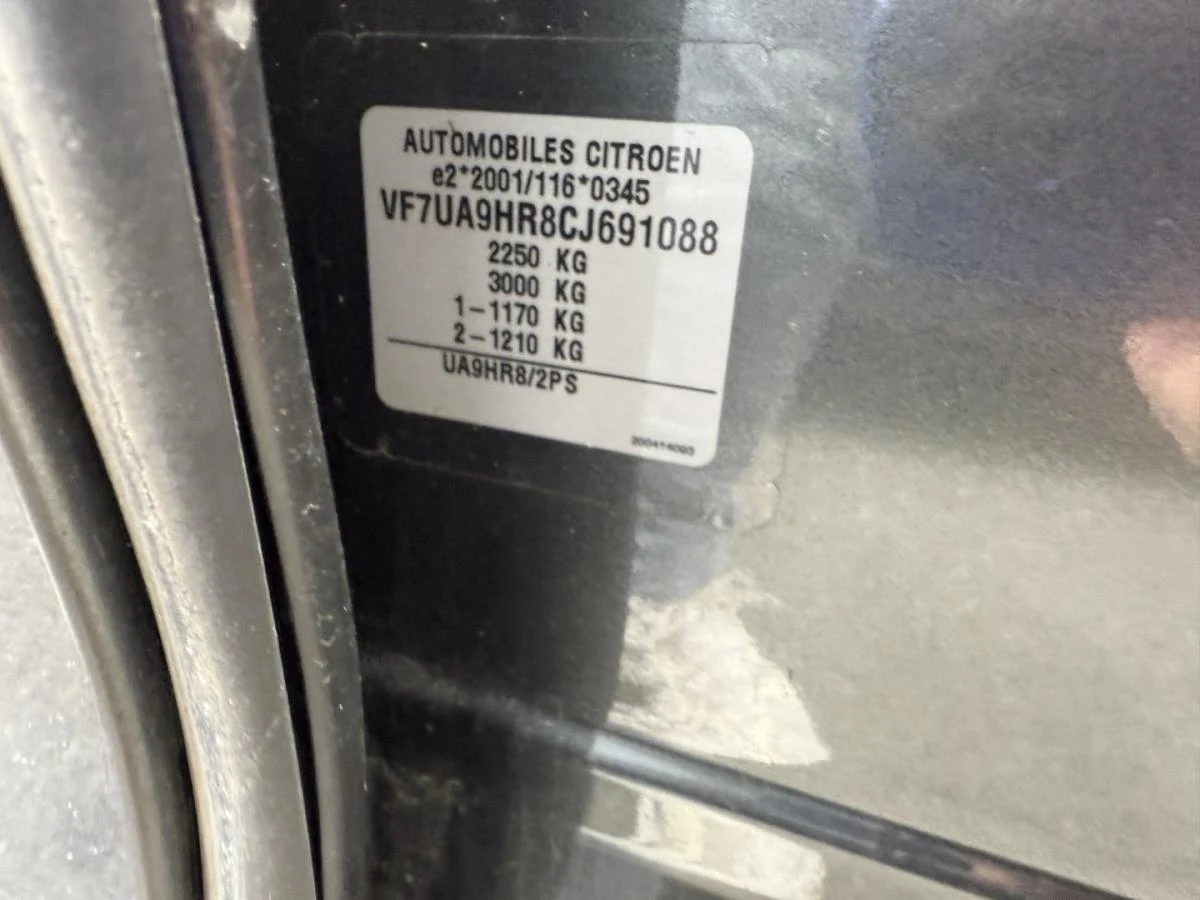 AUTOMOBILES CITROEN
e2*2001/116*0345
VF7UA9HR8CJ691088
2250 KG
3000 KG
1-1170 KG
2-1210 KG
UA9HR8/2PS
200414093